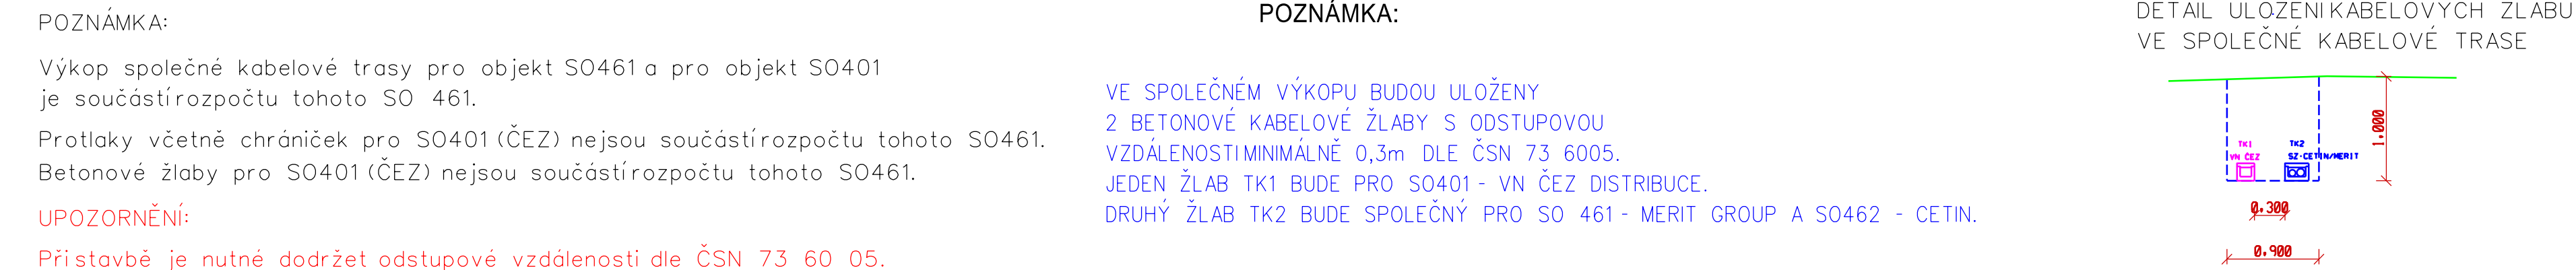 POZNÁMKA:
Výkop společné kabelové trasy pro objekt SO461 a pro objekt SO401
je součástí rozpočtu tohoto SO 461.
Protlaky včetně chrániček pro SO401 (ČEZ) nejsou součástí rozpočtu tohoto SO461.
Betonové žlaby pro SO401 (ČEZ) nejsou součástí rozpočtu tohoto SO461.
UPOZORNĚNÍ:
Při stavbě je nutné dodržet odstupové vzdálenosti dle ČSN 73 60 05.
POZNÁMKA:
VE SPOLEČNÉM VÝKOPU BUDOU ULOŽENY
2 BETONOVÉ KABELOVÉ ŽLABY S ODSTUPOVOU
VZDÁLENOSTI MINIMÁLNĚ 0,3m DLE ČSN 73 6005.
JEDEN ŽLAB TK1 BUDE PRO SO401 - VN ČEZ DISTRIBUCE.
DRUHÝ ŽLAB TK2 BUDE SPOLEČNÝ PRO SO 461 - MERIT GROUP A SO462 - CETIN.
DETAIL ULOŽENI KABELOVÝCH ŽLABU
VE SPOLEČNÉ KABELOVÉ TRASE
TK1 TK2
VN ČEZ SZ-CETIN/MERIT
1.000
0.300
0.900